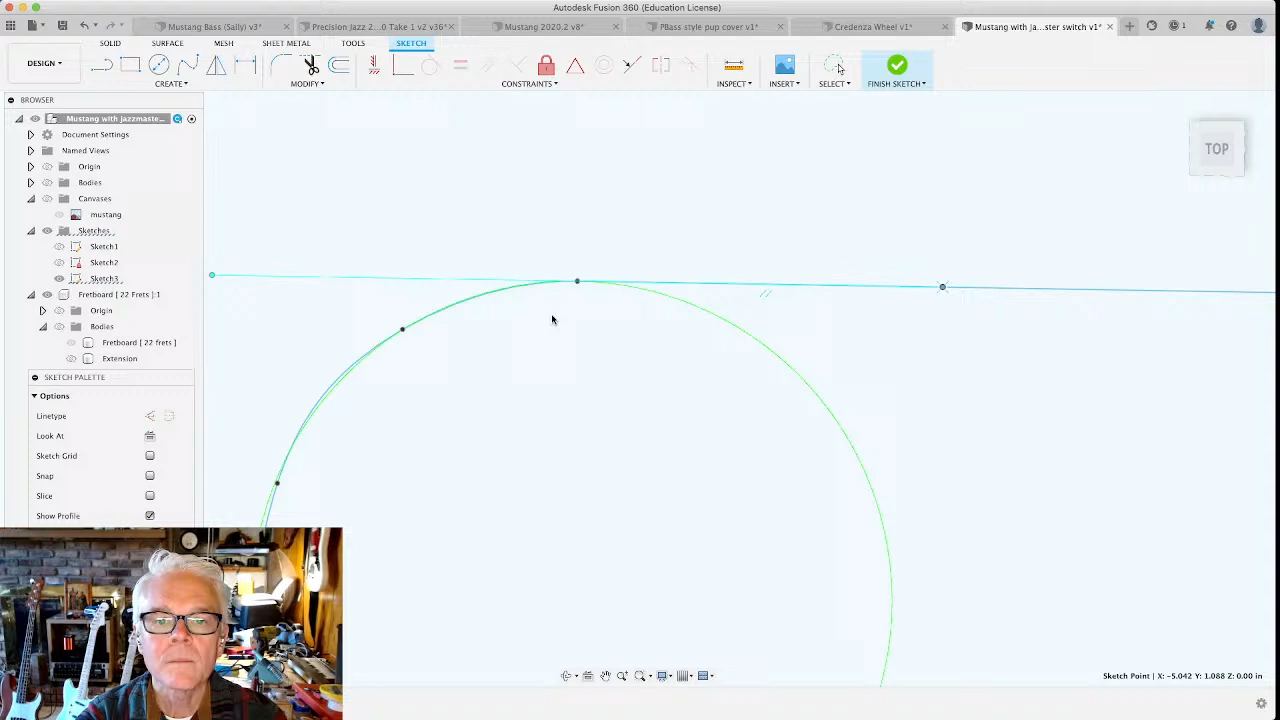 Autodesk Fusion 360 (Education License)
Mustang Bass (Sally) v3*
Precision Jazz 2...0 Take 1 v2 v36*
Mustang 2020.2 v8*
PBass style pup cover v1*
Credenza Wheel v1*
Mustang with Ja...ster switch v1*
1
SOLID SURFACE MESH SHEET METAL TOOLS SKETCH
DESIGN
CREATE MODIFY CONSTRAINTS INSPECT INSERT SELECT FINISH SKETCH
BROWSER
Mustang with jazzmaste...
Document Settings
Named Views
Origin
Bodies
Canvases
mustang
Sketches
Sketch1
Sketch2
Sketch3
Fretboard [ 22 Frets ]:1
Origin
Bodies
Fretboard [ 22 frets ]
Extension
SKETCH PALETTE
Options
Linetype
Look At
Sketch Grid
Snap
Slice
Show Profile
TOP
Sketch Point | X: -5.042 Y: 1.088 Z: 0.00 in